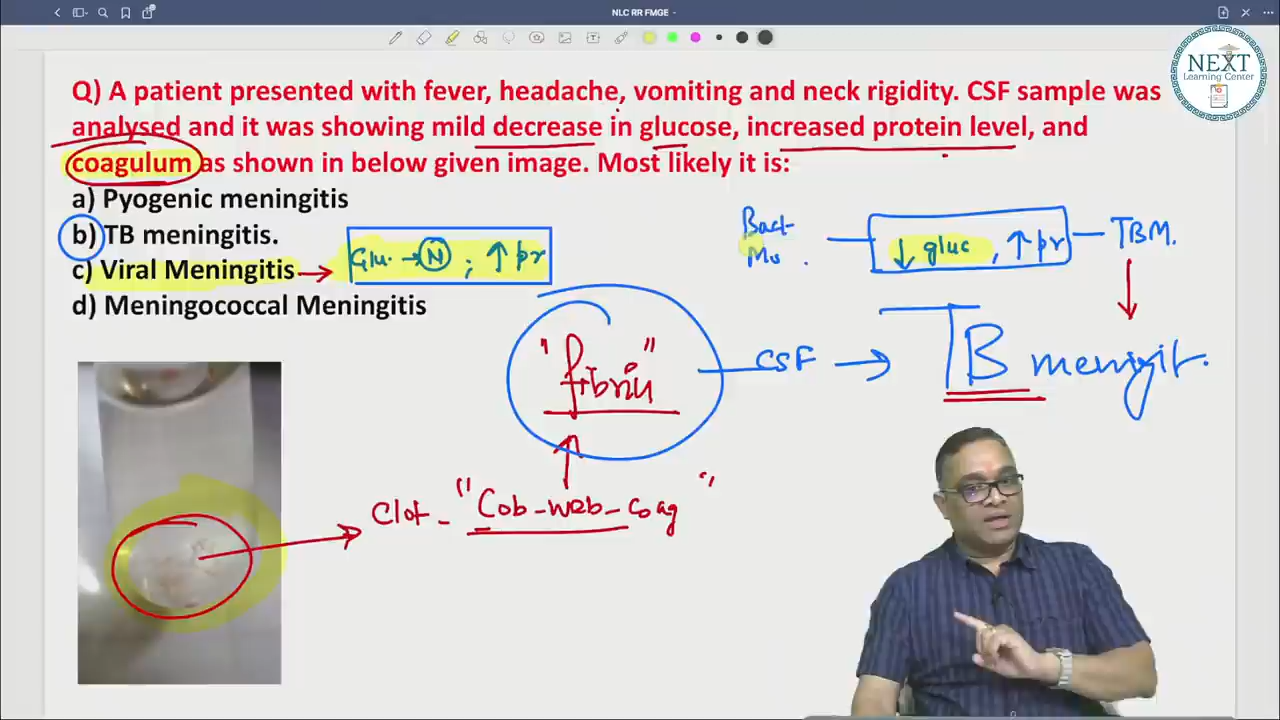 NLC RR FMGE
NEXT
Learning Center
Q) A patient presented with fever, headache, vomiting and neck rigidity. CSF sample was
analysed and it was showing mild decrease in glucose, increased protein level, and
coagulum as shown in below given image. Most likely it is:
a) Pyogenic meningitis
b) TB meningitis.
c) Viral Meningitis → Glu. → N ; ↑ pr
d) Meningococcal Meningitis
Bact
↓ gluc , ↑ pr
TBM.
"fibrin" CSF → TB meningit.
Clot - "Cob-web-coag"